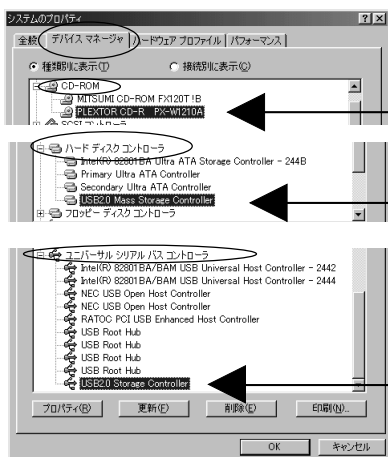 システムのプロパティ
全般 デバイス マネージャ ハードウェア プロファイル パフォーマンス
種類別に表示(T) 接続別に表示(C)
CD-ROM
MITSUMI CD-ROM FX120T !B
PLEXTOR CD-R PX-W1210A
SCSI コントローラ
ハード ディスク コントローラ
Intel(R) 82801BA Ultra ATA Storage Controller - 244B
Primary Ultra ATA Controller
Secondary Ultra ATA Controller
USB2.0 Mass Storage Controller
フロッピー ディスク コントローラ
ユニバーサル シリアル バス コントローラ
Intel(R) 82801BA/BAM USB Universal Host Controller - 2442
Intel(R) 82801BA/BAM USB Universal Host Controller - 2444
NEC USB Open Host Controller
NEC USB Open Host Controller
RATOC PCI USB Enhanced Host Controller
USB Root Hub
USB Root Hub
USB Root Hub
USB Root Hub
USB2.0 Storage Controller
プロパティ(R) 更新(F) 削除(E) 印刷(N)...
OK キャンセル